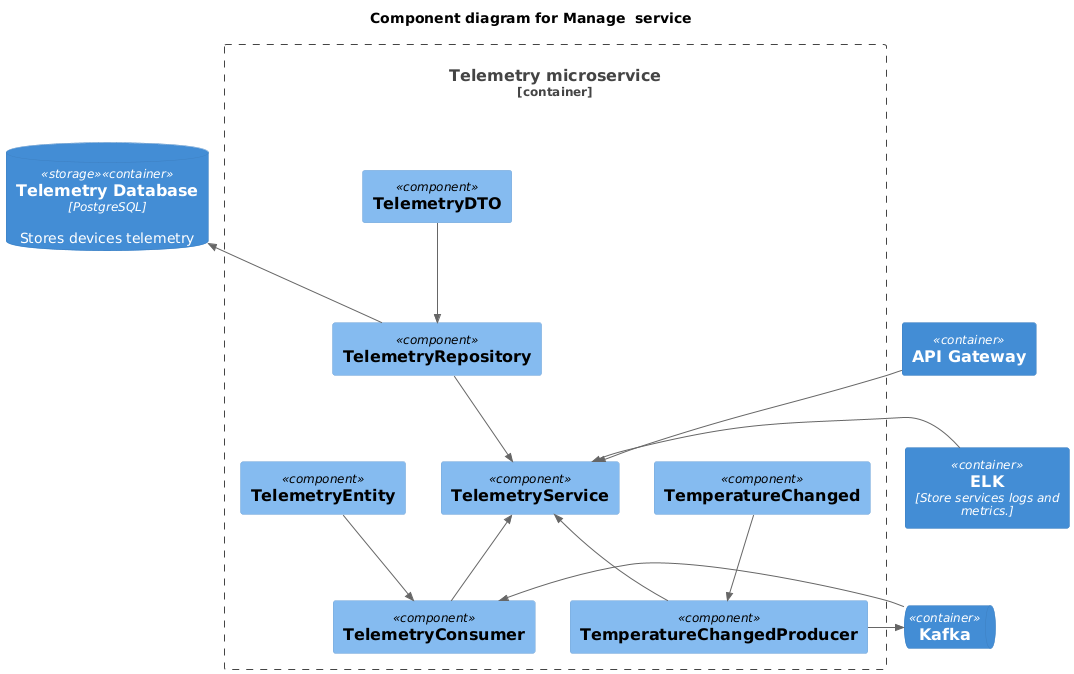 Component diagram for Manage  service
Telemetry microservice
[container]
«storage»«container»
Telemetry Database
[PostgreSQL]
Stores devices telemetry
«component»
TelemetryDTO
«component»
TelemetryRepository
«container»
API Gateway
«component»
TelemetryEntity
«component»
TelemetryService
«component»
TemperatureChanged
«container»
ELK
[Store services logs and
metrics.]
«component»
TelemetryConsumer
«component»
TemperatureChangedProducer
«container»
Kafka